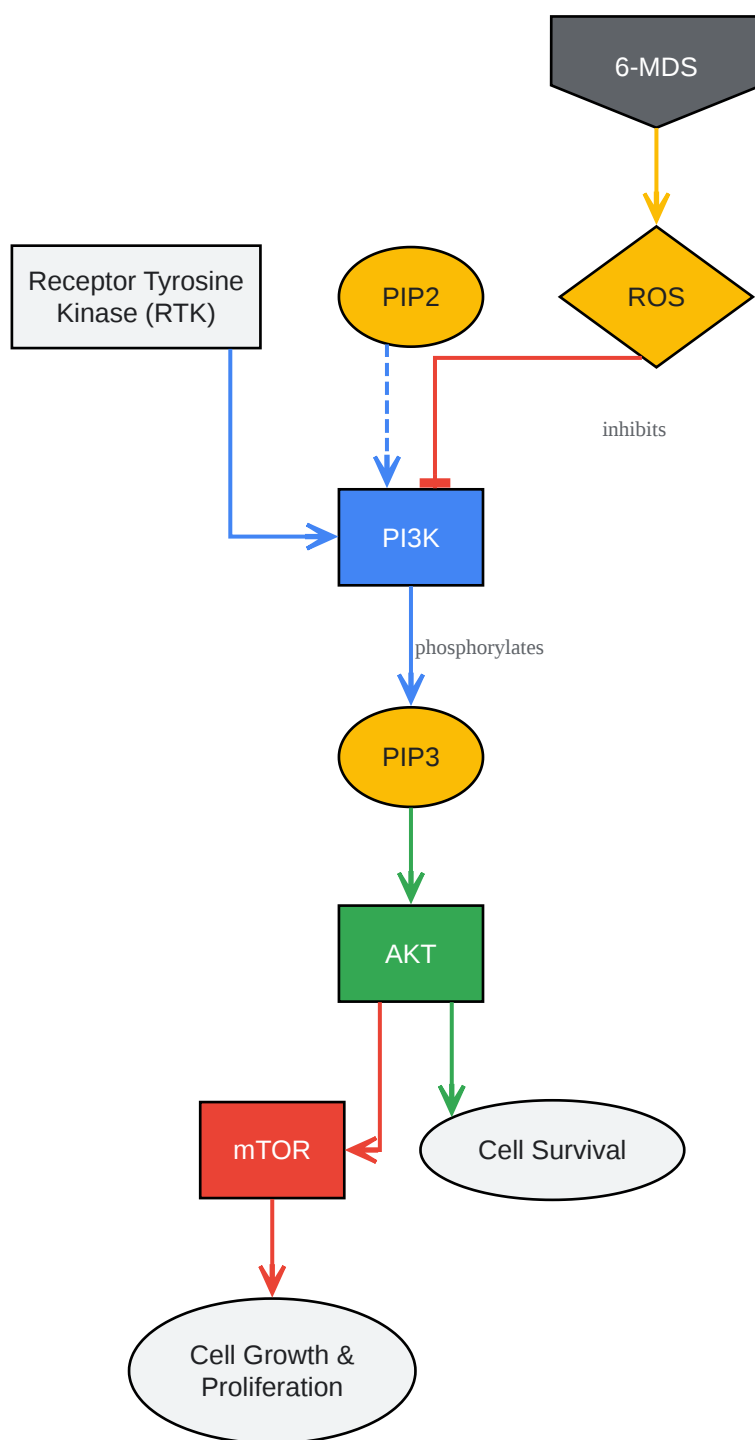 6-MDS
Receptor Tyrosine
Kinase (RTK)
PIP2
ROS
inhibits
PI3K
phosphorylates
PIP3
AKT
mTOR
Cell Survival
Cell Growth &
Proliferation